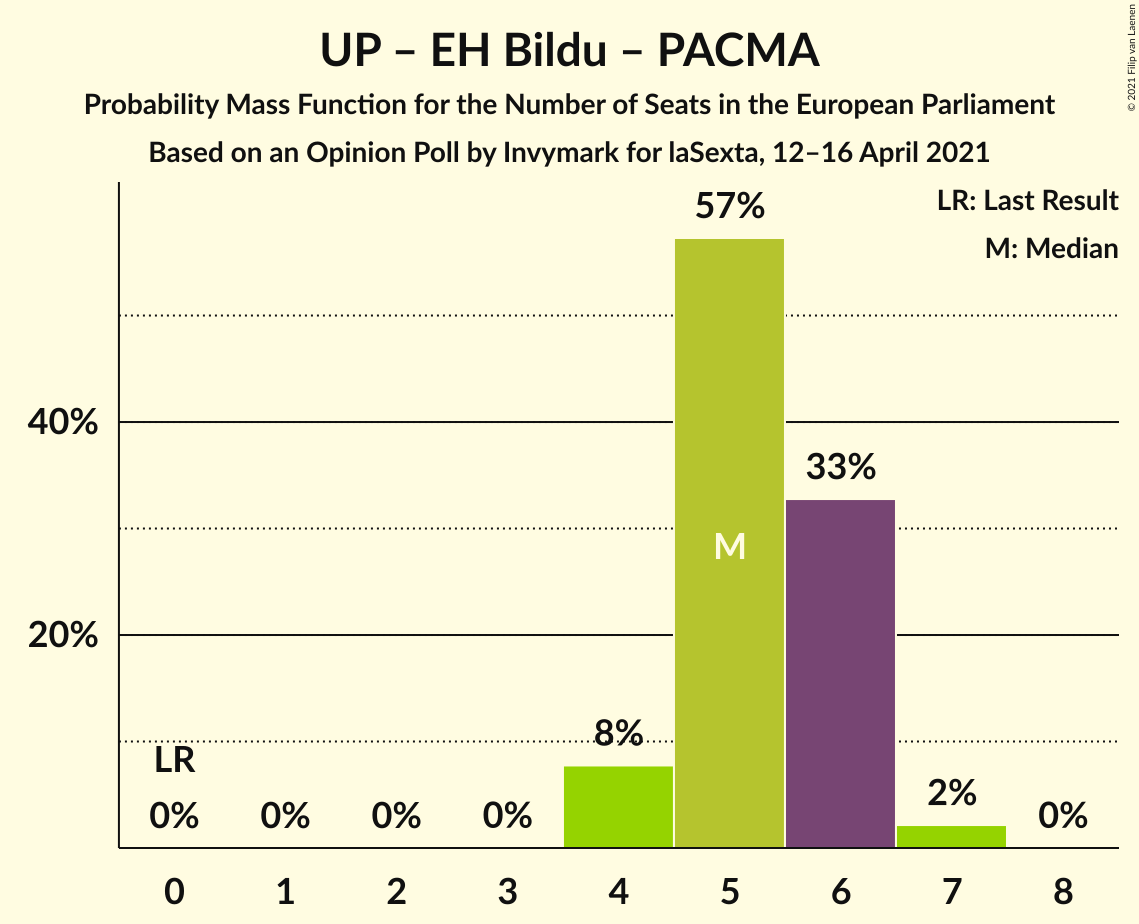 UP – EH Bildu – PACMA
Probability Mass Function for the Number of Seats in the European Parliament
Based on an Opinion Poll by Invymark for laSexta, 12–16 April 2021
© 2021 Filip van Laenen
LR: Last Result
M: Median
57%
40%
33%
M
20%
8%
LR
2%
0% 0% 0% 0% 0%
0 1 2 3 4 5 6 7 8